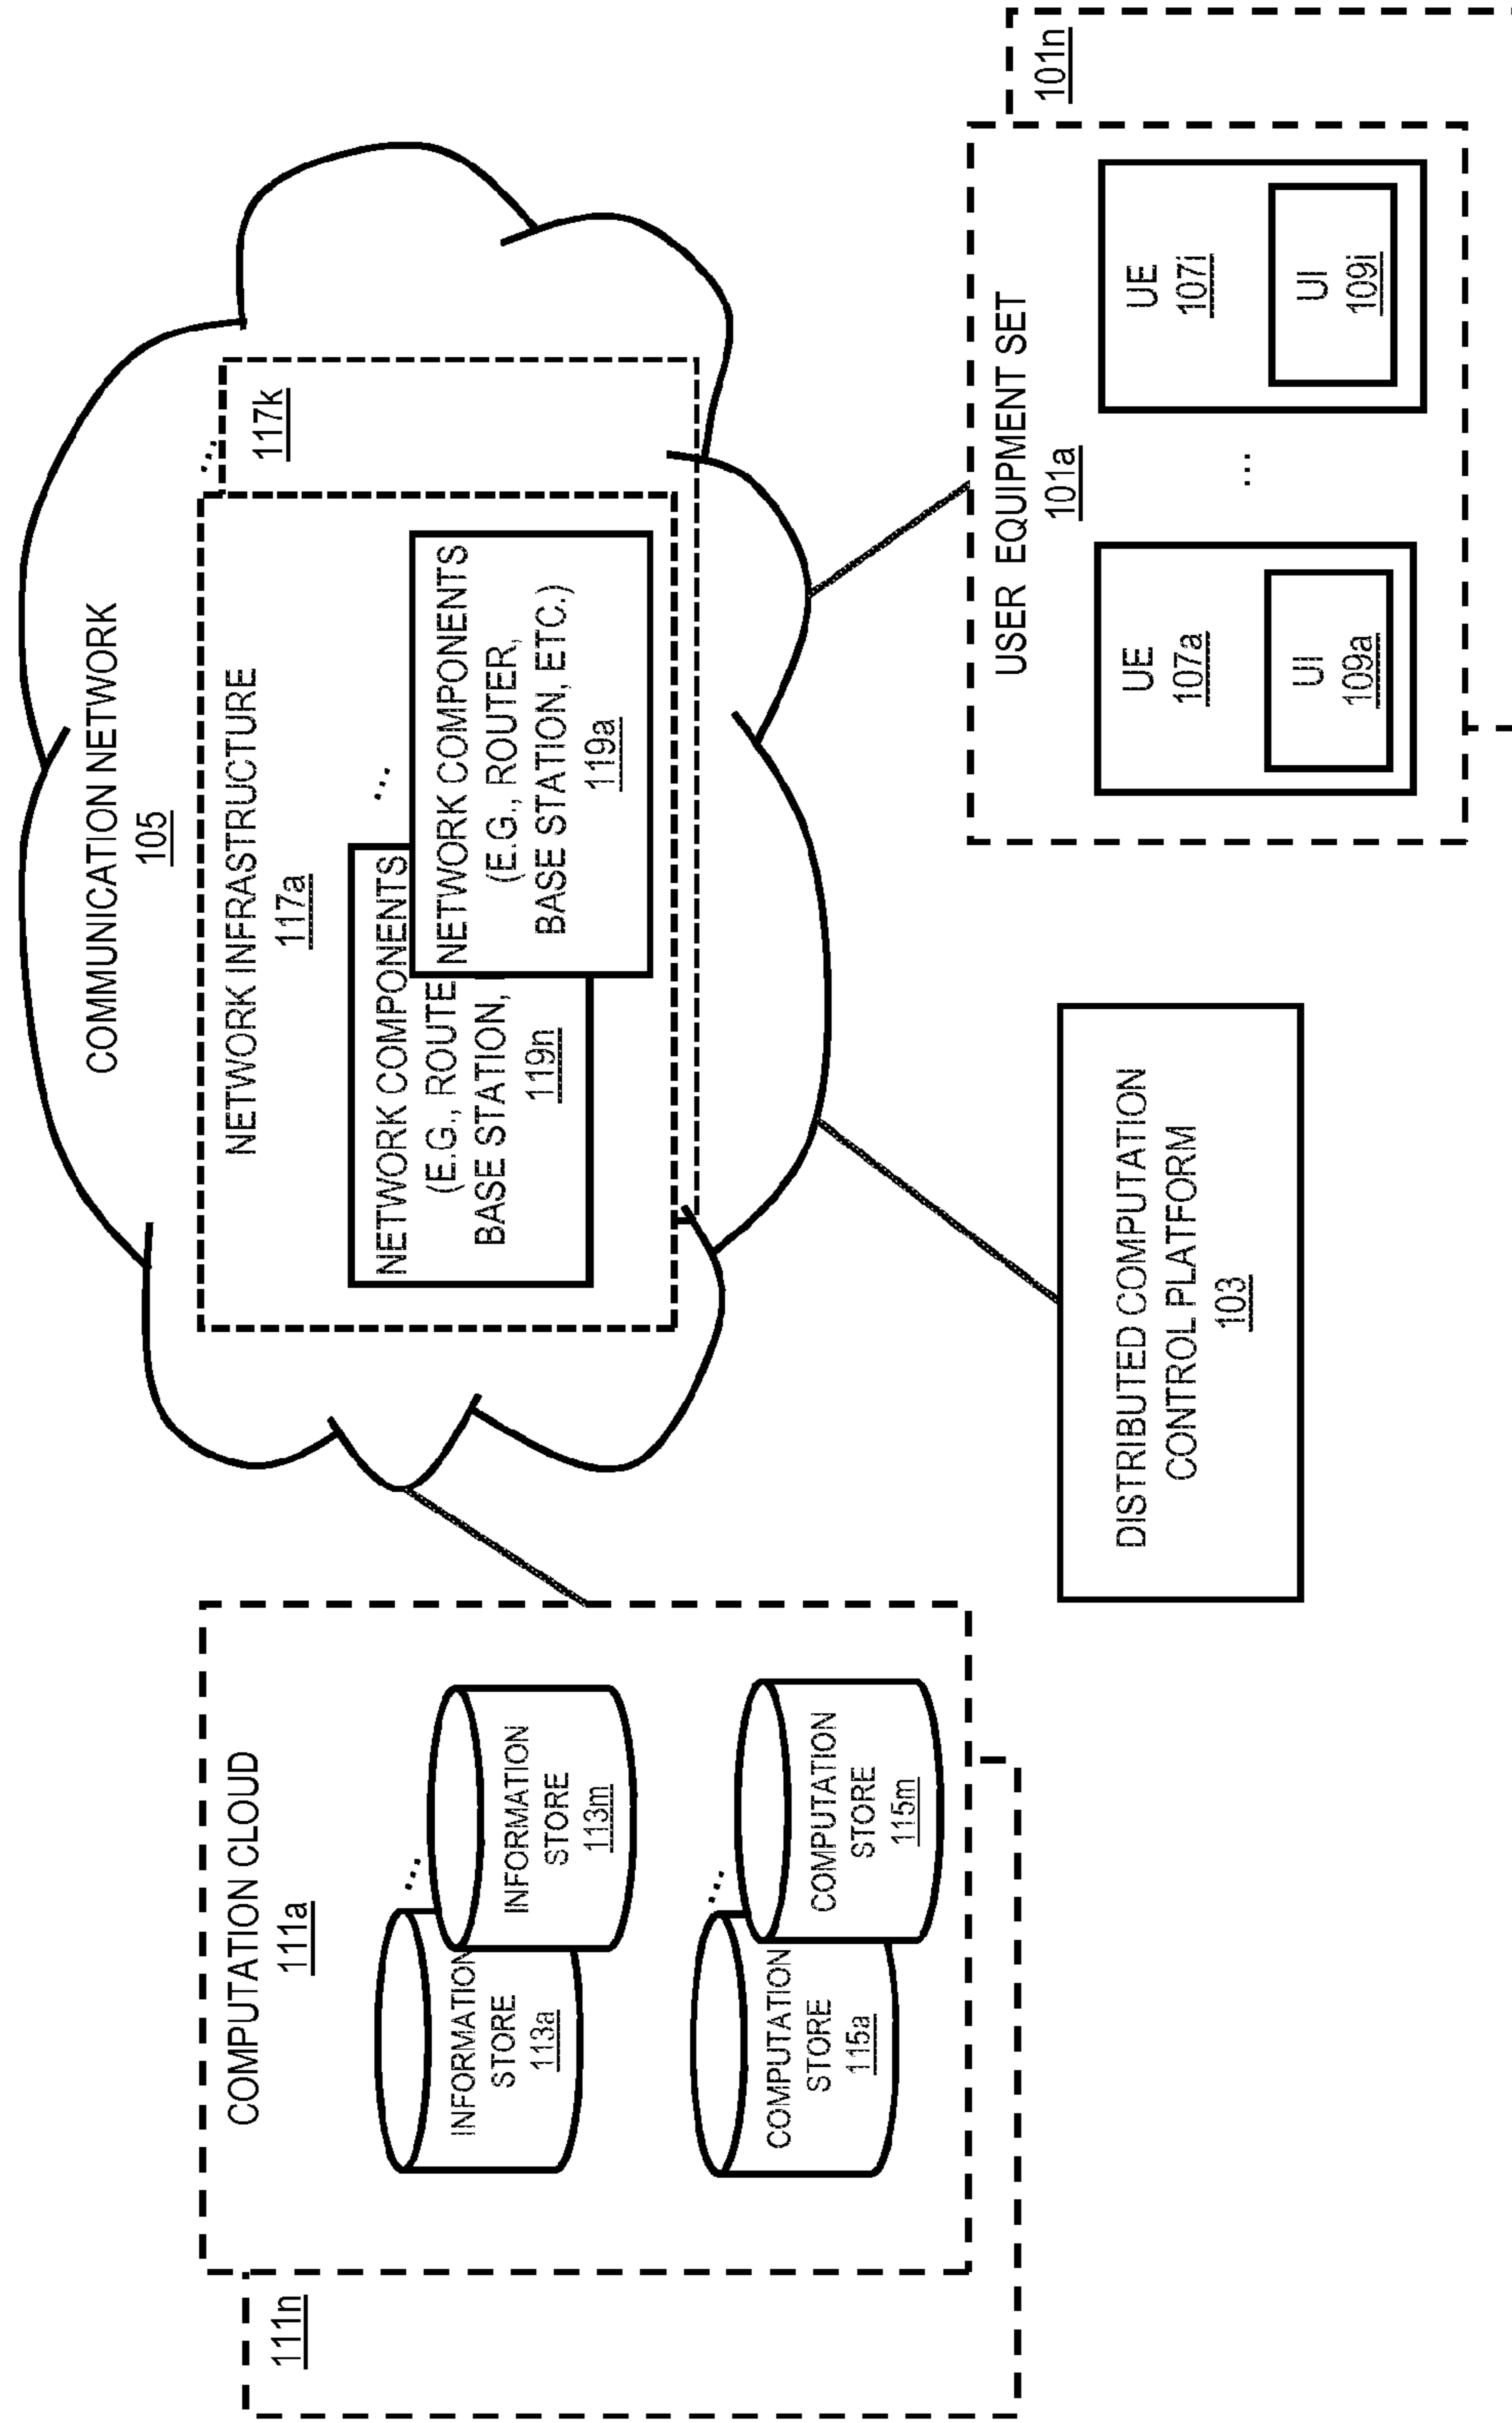 COMMUNICATION NETWORK
105
NETWORK INFRASTRUCTURE
117a
117k
...
...
NETWORK COMPONENTS
(E.G., ROUTE
BASE STATION,
119n
NETWORK COMPONENTS
(E.G., ROUTER,
BASE STATION, ETC.)
119a
COMPUTATION CLOUD
111a
111n
INFORMATION
STORE
113a
...
INFORMATION
STORE
113m
COMPUTATION
STORE
115a
...
COMPUTATION
STORE
115m
DISTRIBUTED COMPUTATION
CONTROL PLATFORM
103
USER EQUIPMENT SET
101a
101n
UE
107a
UI
109a
...
UE
107i
UI
109i